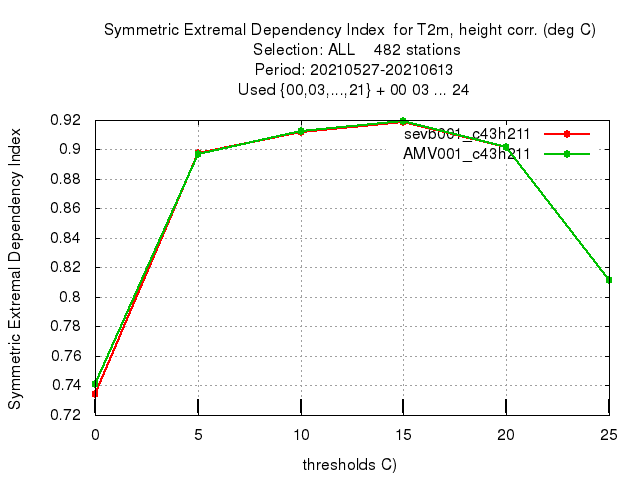 Symmetric Extremal Dependency Index  for T2m, height corr. (deg C)
Selection: ALL    482 stations
Period: 20210527-20210613
Used {00,03,...,21} + 00 03 ... 24
Symmetric Extremal Dependency Index
0.92
0.9
0.88
0.86
0.84
0.82
0.8
0.78
0.76
0.74
0.72
sevb001_c43h211
AMV001_c43h211
0 5 10 15 20 25
thresholds C)